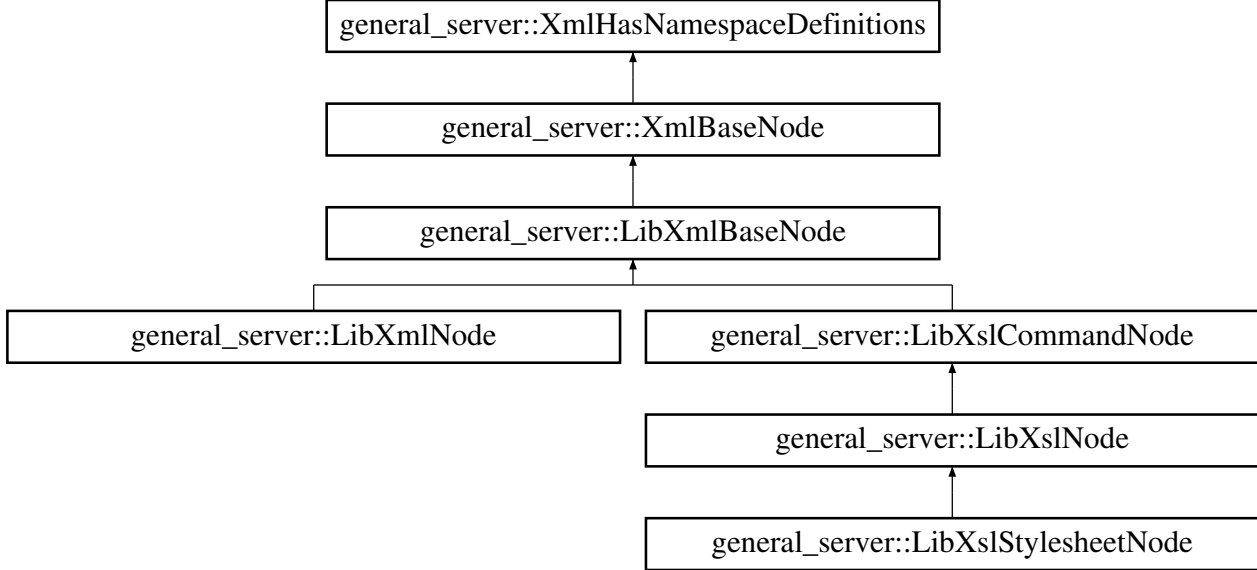 general_server::XmlHasNamespaceDefinitions
general_server::XmlBaseNode
general_server::LibXmlBaseNode
general_server::LibXmlNode
general_server::LibXslCommandNode
general_server::LibXslNode
general_server::LibXslStylesheetNode